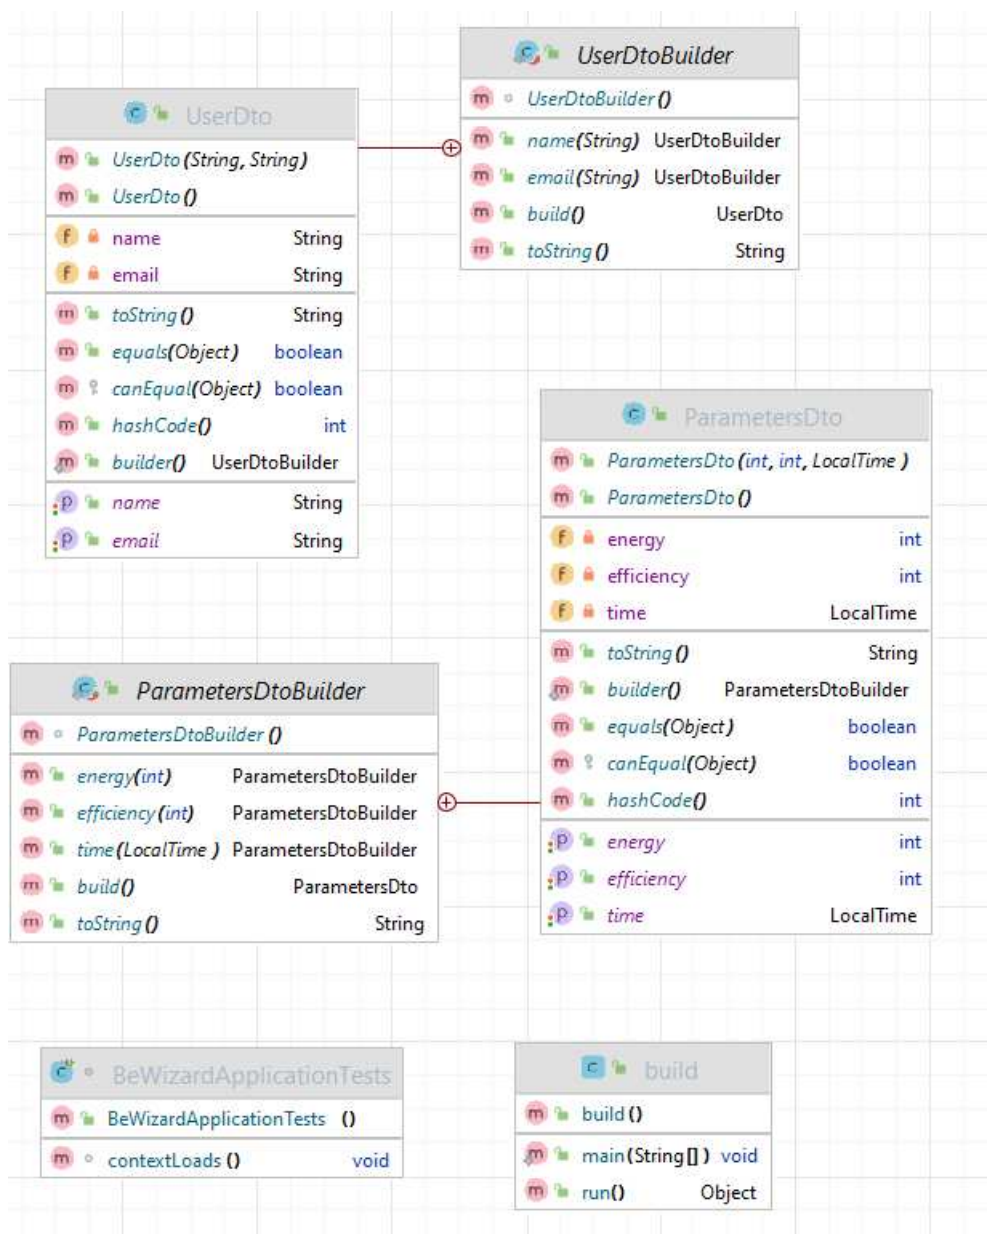 UserDtoBuilder
UserDtoBuilder()
name(String) UserDtoBuilder
email(String) UserDtoBuilder
build() UserDto
toString() String
UserDto
UserDto(String, String)
UserDto()
name String
email String
toString() String
equals(Object) boolean
canEqual(Object) boolean
hashCode() int
builder() UserDtoBuilder
name String
email String
ParametersDto
ParametersDto(int, int, LocalTime )
ParametersDto()
energy int
efficiency int
time LocalTime
toString() String
builder() ParametersDtoBuilder
equals(Object) boolean
canEqual(Object) boolean
hashCode() int
energy int
efficiency int
time LocalTime
ParametersDtoBuilder
ParametersDtoBuilder()
energy(int) ParametersDtoBuilder
efficiency(int) ParametersDtoBuilder
time(LocalTime ) ParametersDtoBuilder
build() ParametersDto
toString() String
BeWizardApplicationTests
BeWizardApplicationTests ()
contextLoads() void
build
build()
main(String[]) void
run() Object